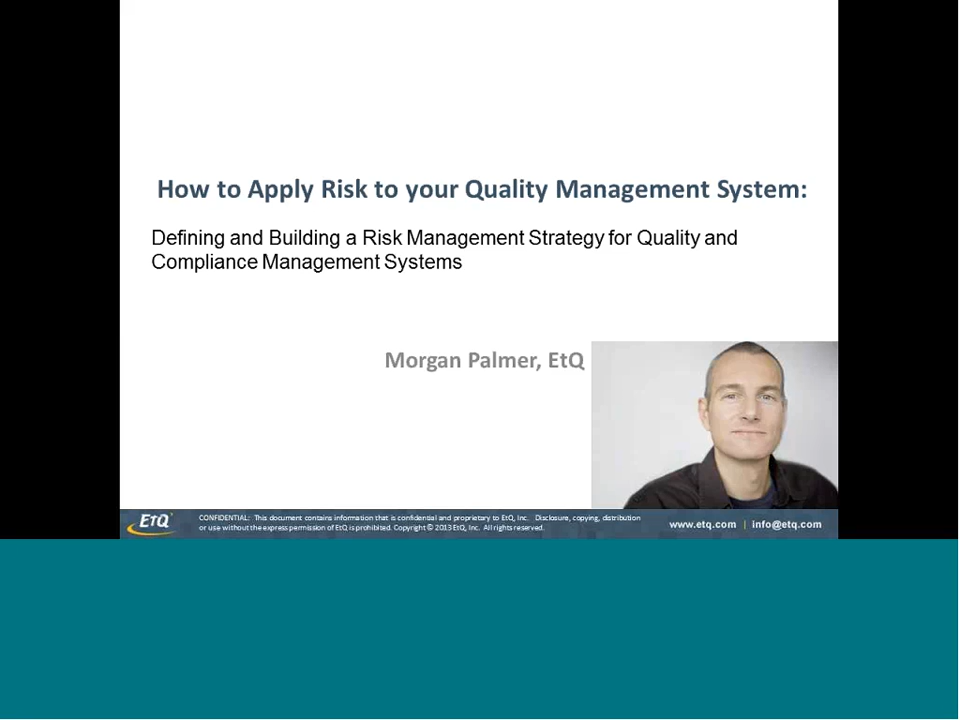 How to Apply Risk to your Quality Management System:
Defining and Building a Risk Management Strategy for Quality and
Compliance Management Systems
Morgan Palmer, EtQ
EtQ
CONFIDENTIAL: This document contains information that is confidential and proprietary to EtQ, Inc. Disclosure, copying, distribution
or use without the express permission of EtQ is prohibited. Copyright © 2013 EtQ, Inc. All rights reserved.
www.etq.com | info@etq.com